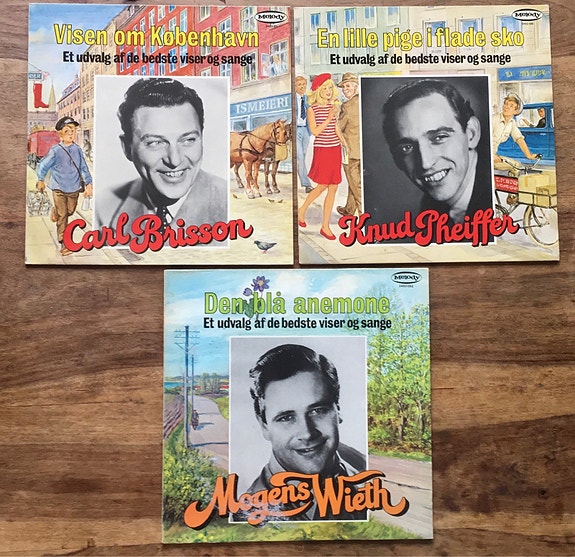 Melody
Visen om København
Et udvalg af de bedste viser og sange
ISMEJERI
Carl Brisson
Melody
En lille pige i flade sko
Et udvalg af de bedste viser og sange
Knud Pheiffer
Melody
Den blå anemone
Et udvalg af de bedste viser og sange
Mogens Wieth